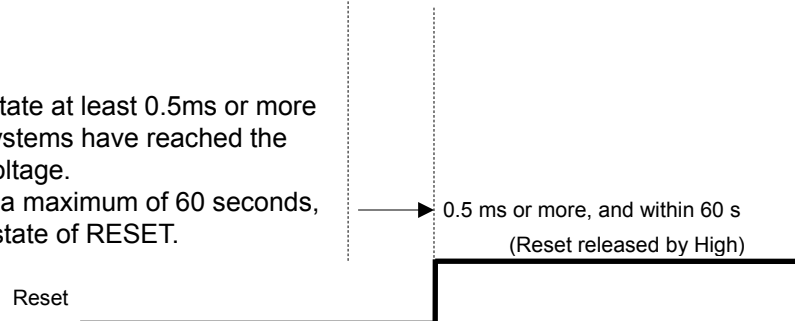 tate at least 0.5ms or more
ystems have reached the
oltage.
a maximum of 60 seconds,
state of RESET.
0.5 ms or more, and within 60 s
(Reset released by High)
Reset